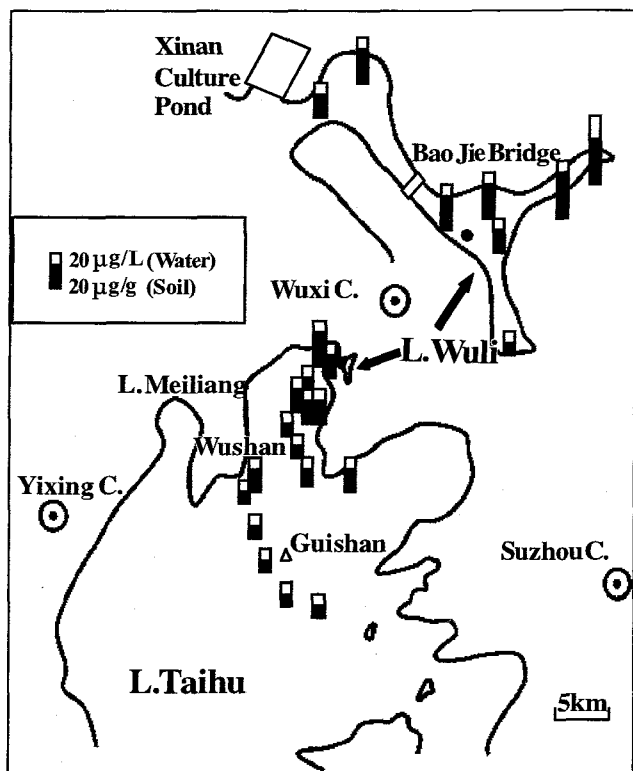 Xinan
Culture
Pond
Bao Jie Bridge
20 μg/L (Water)
20 μg/g (Soil)
Wuxi C.
L. Wuli
L. Meiliang
Wushan
Yixing C.
Guishan
Suzhou C.
L.Taihu
5km